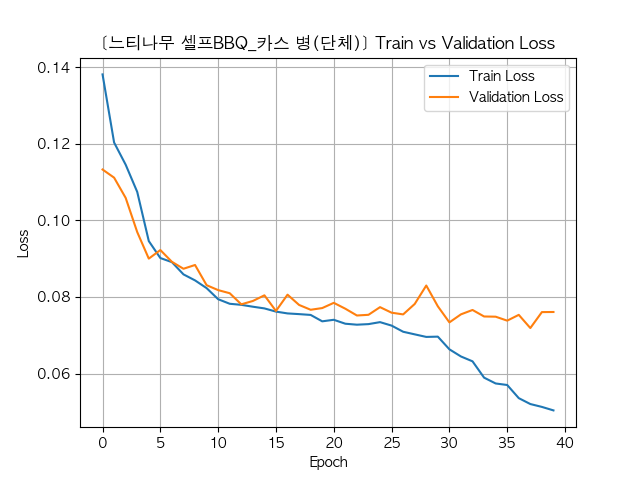 [느티나무 셀프BBQ_카스 병(단체)] Train vs Validation Loss
Train Loss
Validation Loss
0.14
0.12
0.10
0.08
0.06
Loss
0 5 10 15 20 25 30 35 40
Epoch